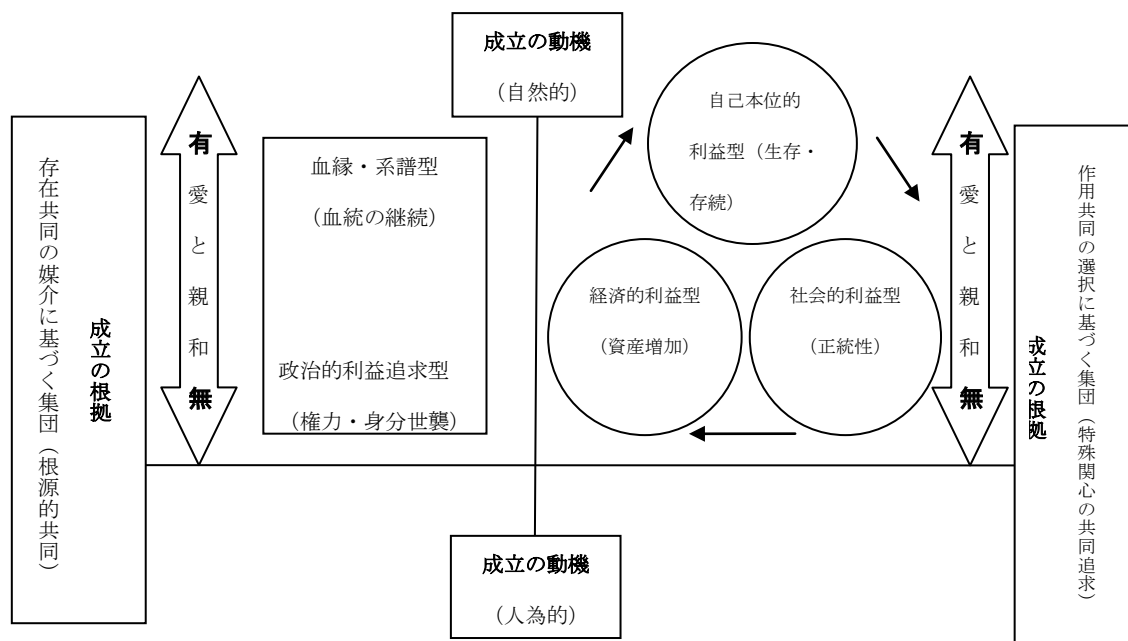 成立の動機
（自然的）
存在共同の媒介に基づく集団（根源的共同）
成立の根拠
有
愛と親和
無
血縁・系譜型
（血統の継続）
政治的利益追求型
（権力・身分世襲）
自己本位的
利益型（生存・
存続）
経済的利益型
（資産増加）
社会的利益型
（正統性）
有
愛と親和
無
作用共同の選択に基づく集団（特殊関心の共同追求）
成立の根拠
成立の動機
（人為的）